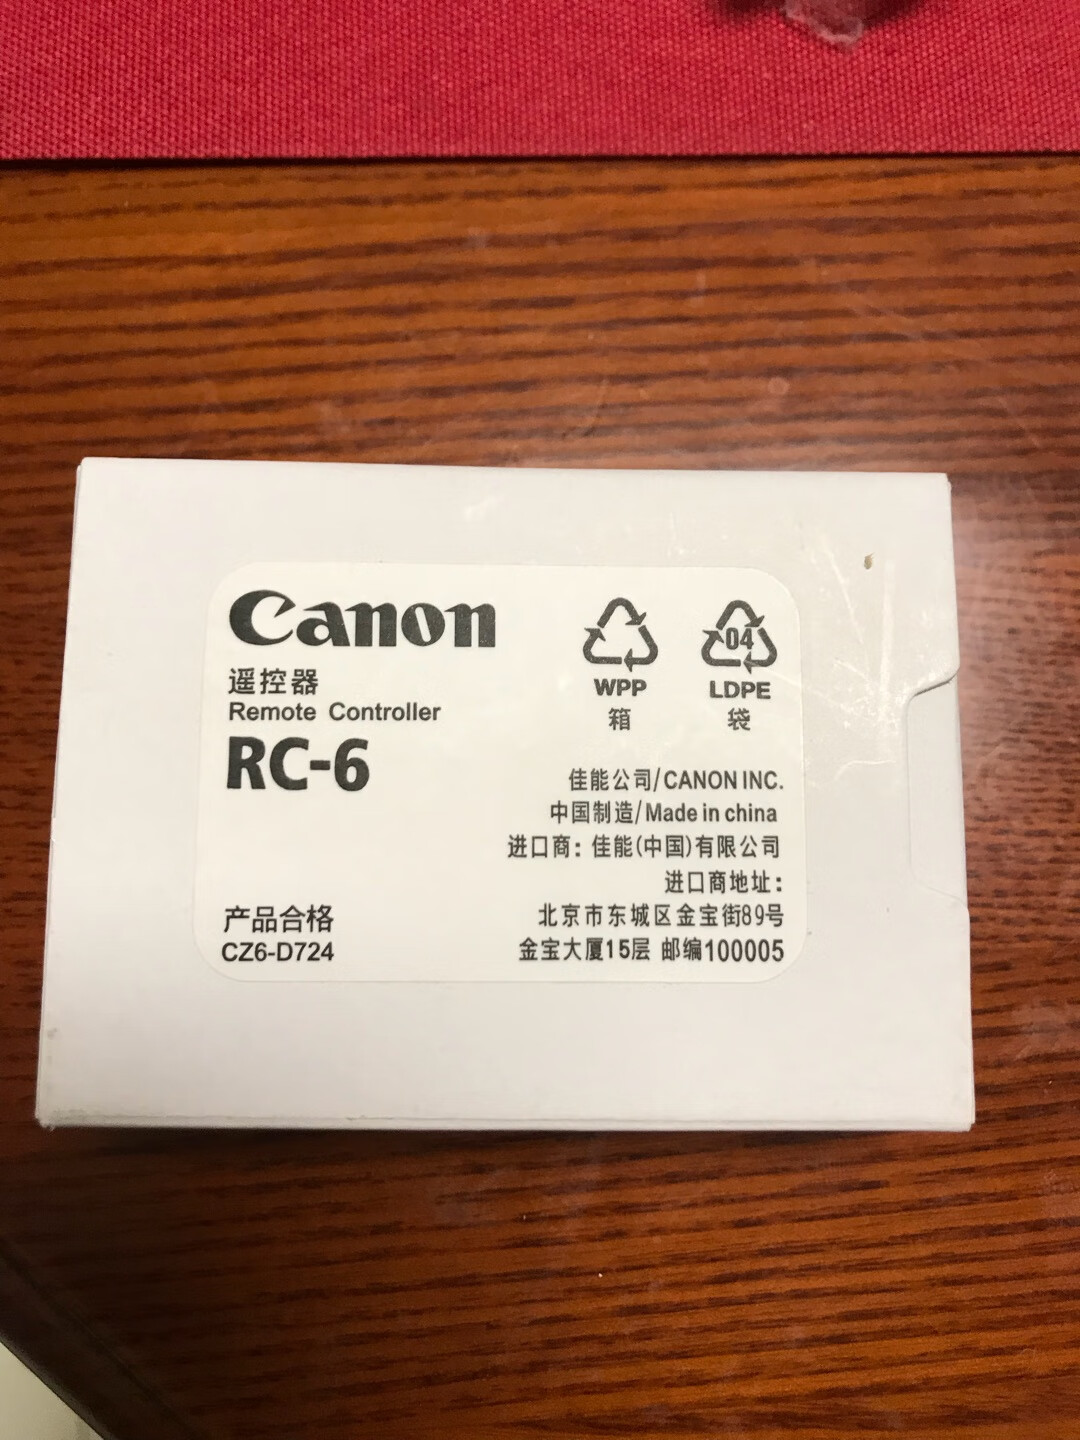 Canon
遥控器
Remote Controller
RC-6
WPP
箱
04
LDPE
袋
佳能公司/CANON INC.
中国制造/Made in china
进口商：佳能(中国)有限公司
进口商地址：
北京市东城区金宝街89号
金宝大厦15层 邮编100005
产品合格
CZ6-D724